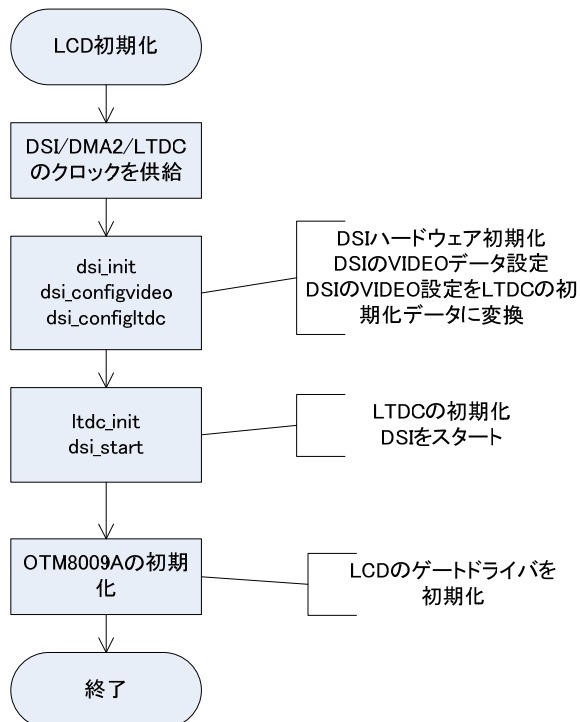 LCD初期化
DSI/DMA2/LTDC
のクロックを供給
dsi_init
dsi_configvideo
dsi_configltdc
DSIハードウェア初期化
DSIのVIDEOデータ設定
DSIのVIDEO設定をLTDCの初
期化データに変換
ltdc_init
dsi_start
LTDCの初期化
DSIをスタート
OTM8009Aの初期
化
LCDのゲートドライバを
初期化
終了